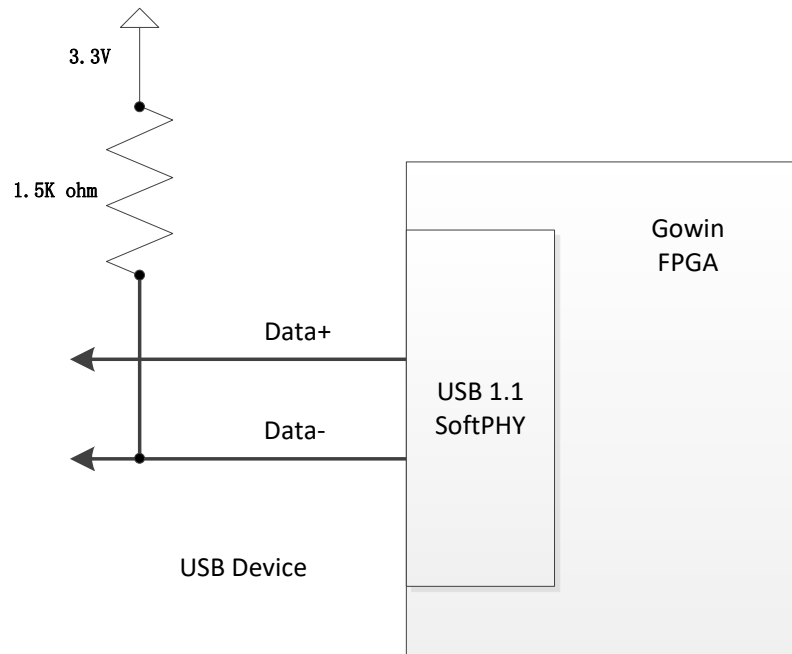 3.3V
1.5K ohm
Gowin
FPGA
Data+
USB 1.1
SoftPHY
Data-
USB Device